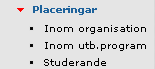 Placeringar
Inom organisation
Inom utb.program
Studerande